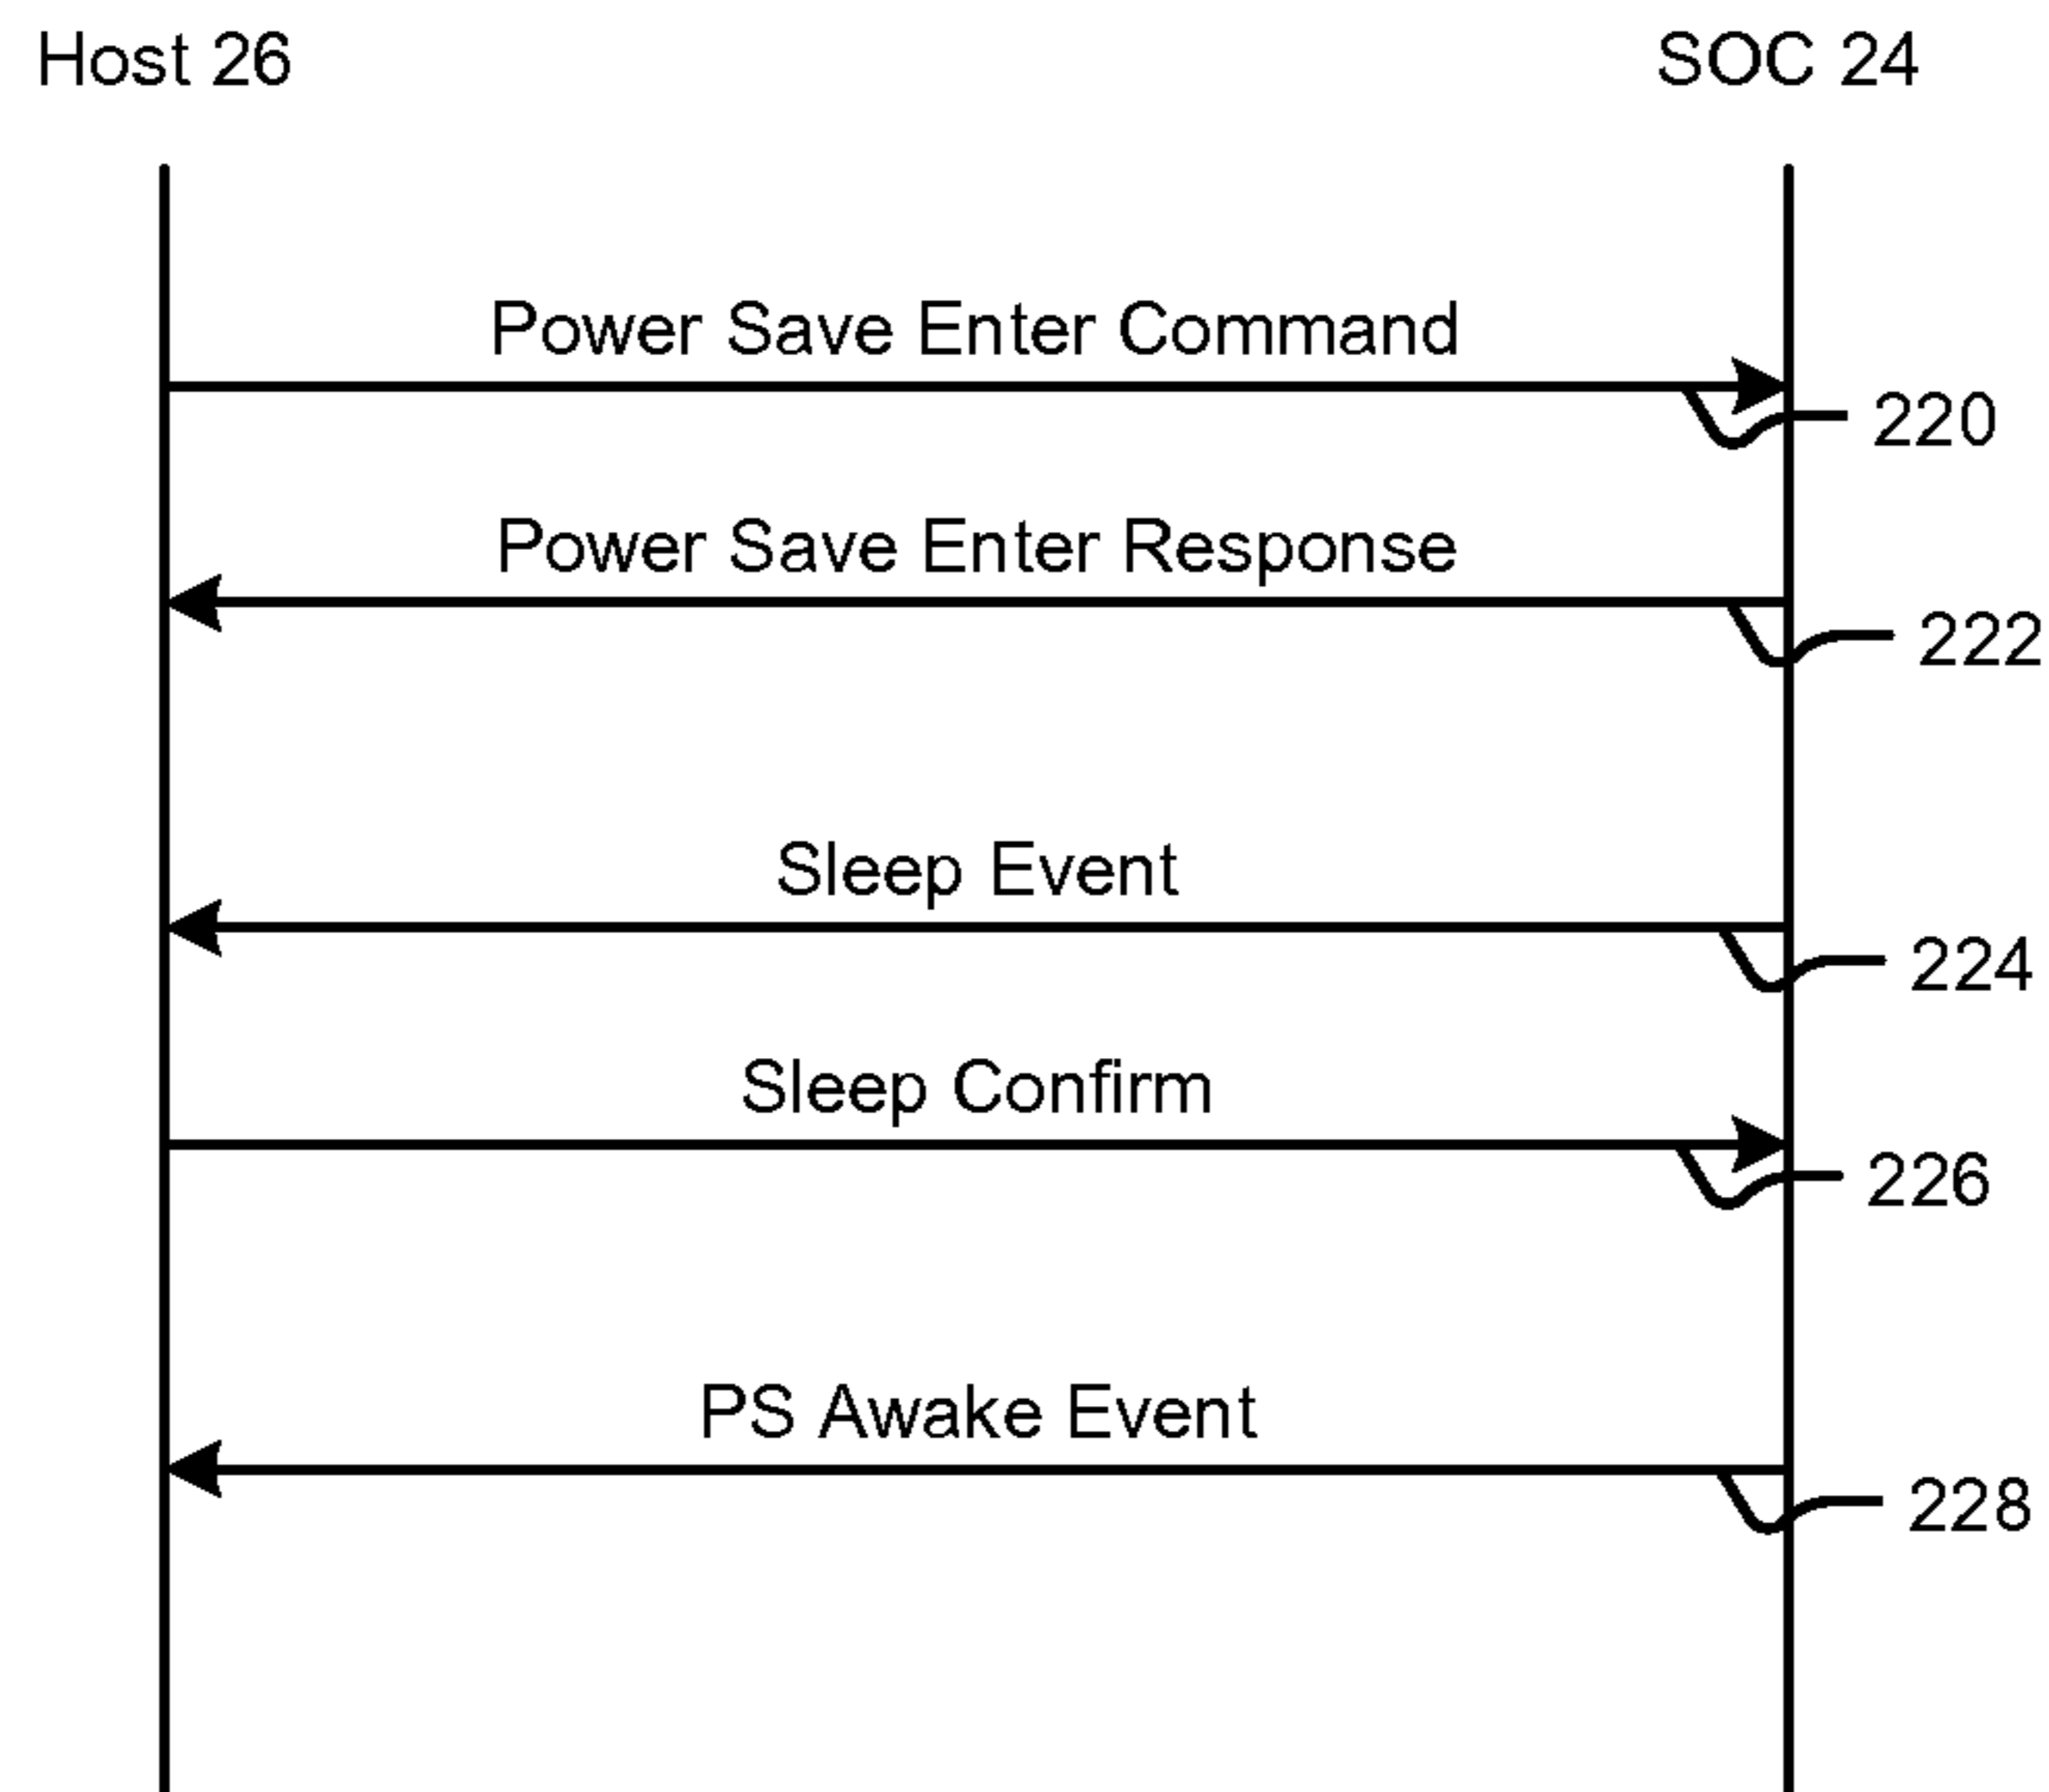 Host 26
SOC 24
Power Save Enter Command
220
Power Save Enter Response
222
Sleep Event
224
Sleep Confirm
226
PS Awake Event
228